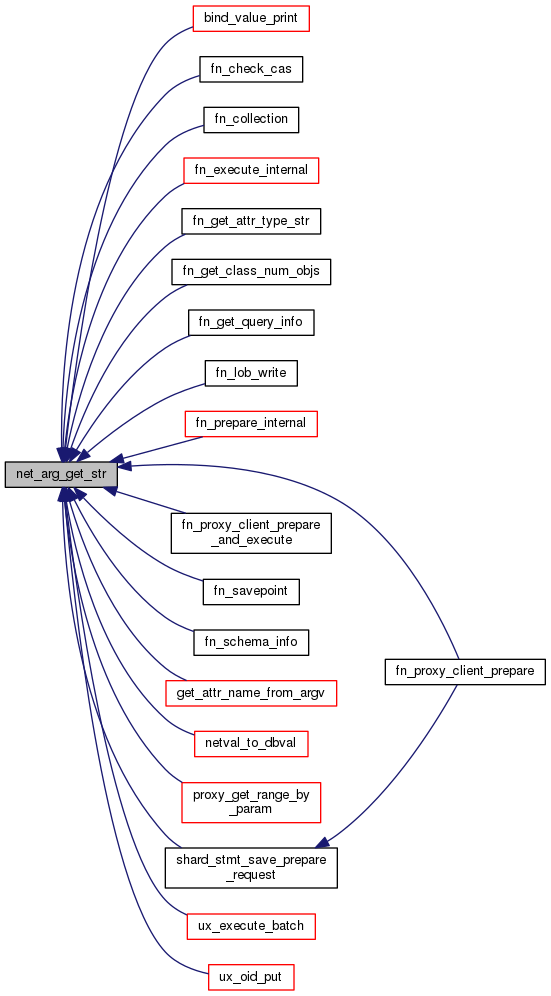 bind_value_print
fn_check_cas
fn_collection
fn_execute_internal
fn_get_attr_type_str
fn_get_class_num_objs
fn_get_query_info
fn_lob_write
fn_prepare_internal
net_arg_get_str
fn_proxy_client_prepare
_and_execute
fn_savepoint
fn_schema_info
fn_proxy_client_prepare
get_attr_name_from_argv
netval_to_dbval
proxy_get_range_by
_param
shard_stmt_save_prepare
_request
ux_execute_batch
ux_oid_put